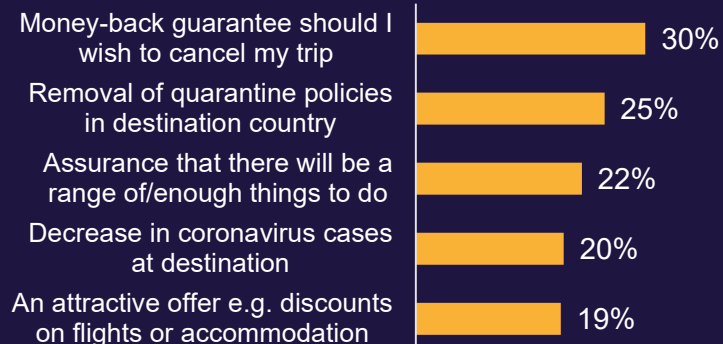 Money-back guarantee should I
wish to cancel my trip
30%
Removal of quarantine policies
in destination country
25%
Assurance that there will be a
range of/enough things to do
22%
Decrease in coronavirus cases
at destination
20%
An attractive offer e.g. discounts
on flights or accommodation
19%